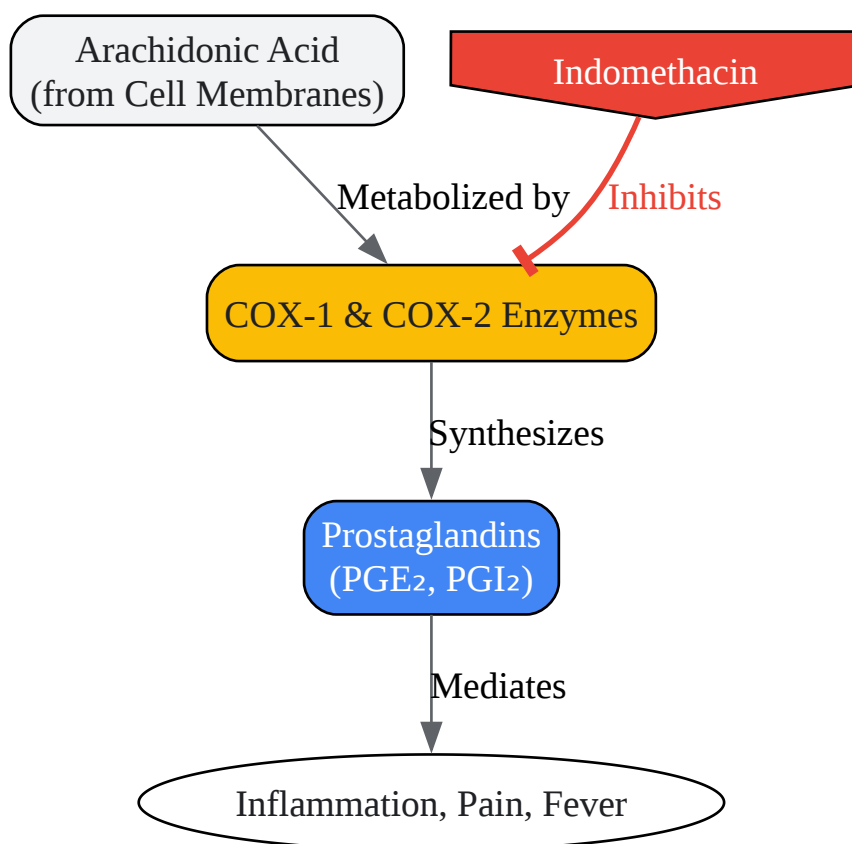 Arachidonic Acid
(from Cell Membranes)
Indomethacin
Metabolized by
Inhibits
COX-1 & COX-2 Enzymes
Synthesizes
Prostaglandins
(PGE₂, PGI₂)
Mediates
Inflammation, Pain, Fever